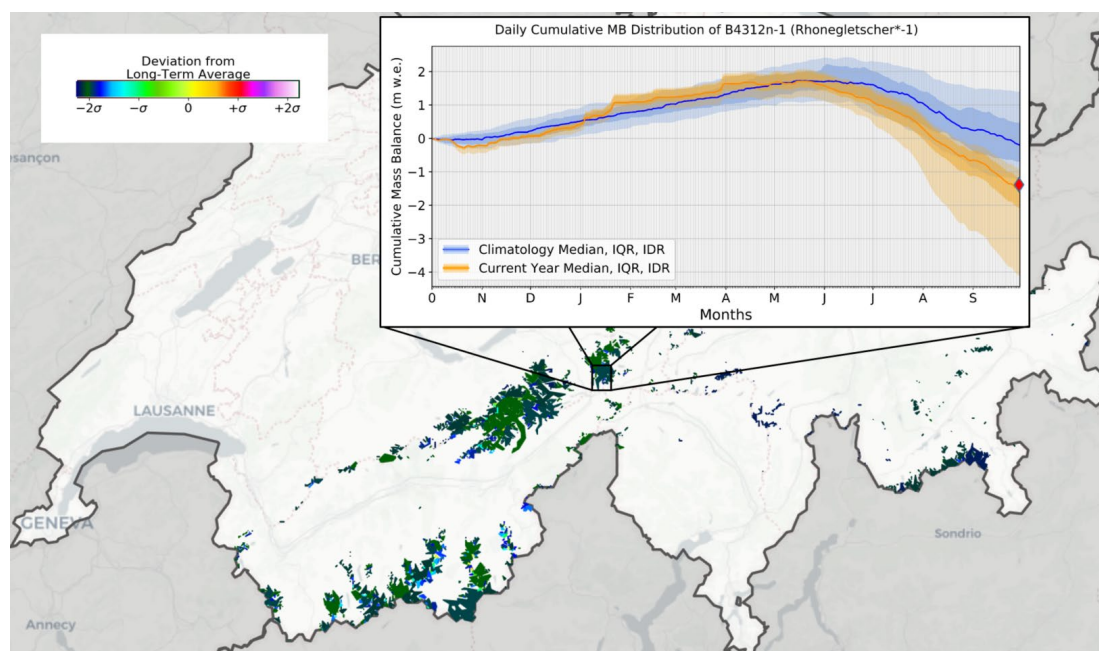 Daily Cumulative MB Distribution of B4312n-1 (Rhonegletscher*-1)
Deviation from
Long-Term Average
−2σ −σ 0 +σ +2σ
Cumulative Mass Balance (m w.e.)
2
1
0
−1
−2
−3
−4
Climatology Median, IQR, IDR
Current Year Median, IQR, IDR
O N D J F M A M J J A S
Months
BER
LAUSANNE
GENEVA
Sondrio
Annecy